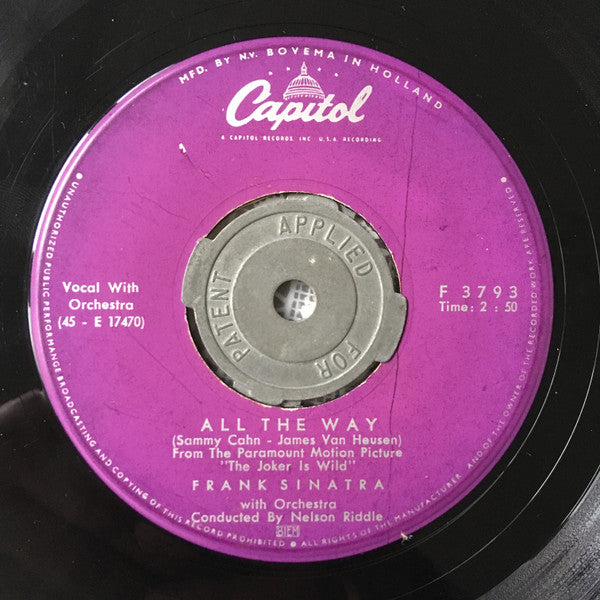 MFD. BY N.V. BOVEMA IN HOLLAND
Capitol
A CAPITOL RECORDS INC. U.S.A. RECORDING
Vocal With
Orchestra
(45 - E 17470)
F 3793
Time: 2 : 50
PATENT APPLIED FOR
ALL THE WAY
(Sammy Cahn - James Van Heusen)
From The Paramount Motion Picture
"The Joker Is Wild"
FRANK SINATRA
with Orchestra
Conducted By Nelson Riddle
BIEM
• UNAUTHORIZED PUBLIC PERFORMANCE BROADCASTING AND COPYING OF THIS RECORD PROHIBITED • ALL RIGHTS OF THE MANUFACTURER AND OF THE OWNER OF THE RECORDED WORK ARE RESERVED •